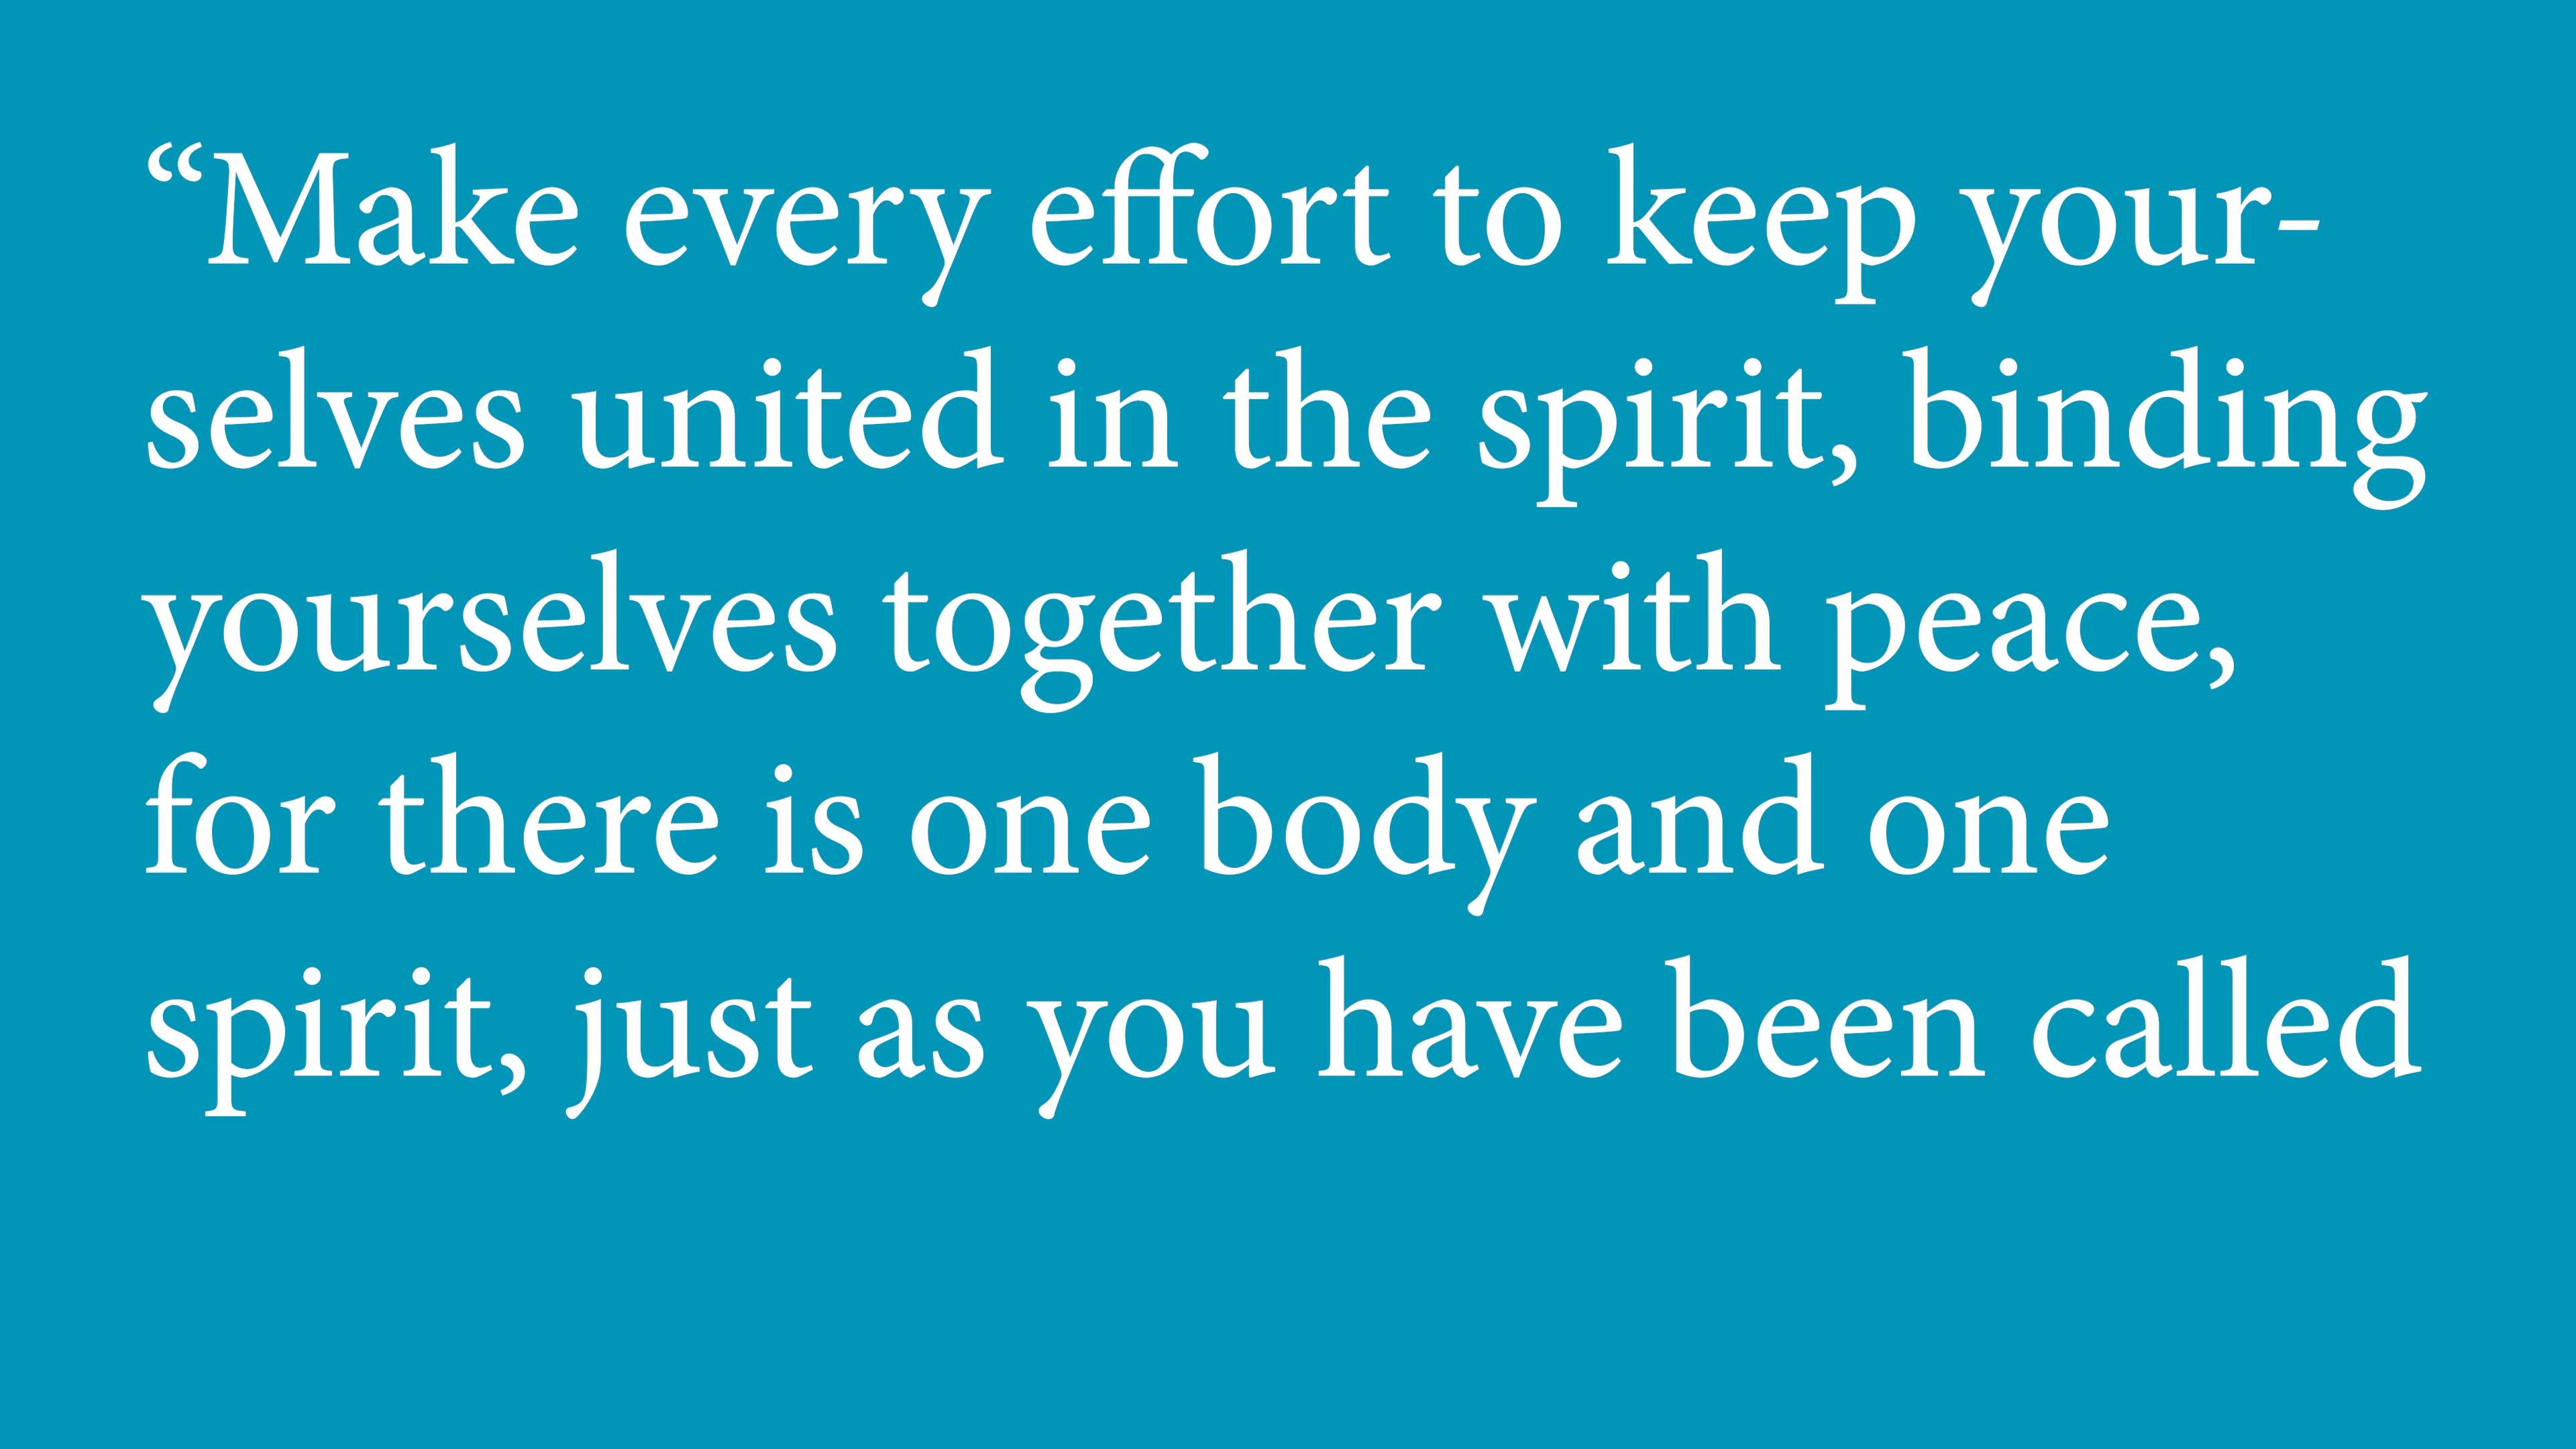 “Make every effort to keep your-
selves united in the spirit, binding
yourselves together with peace,
for there is one body and one
spirit, just as you have been called